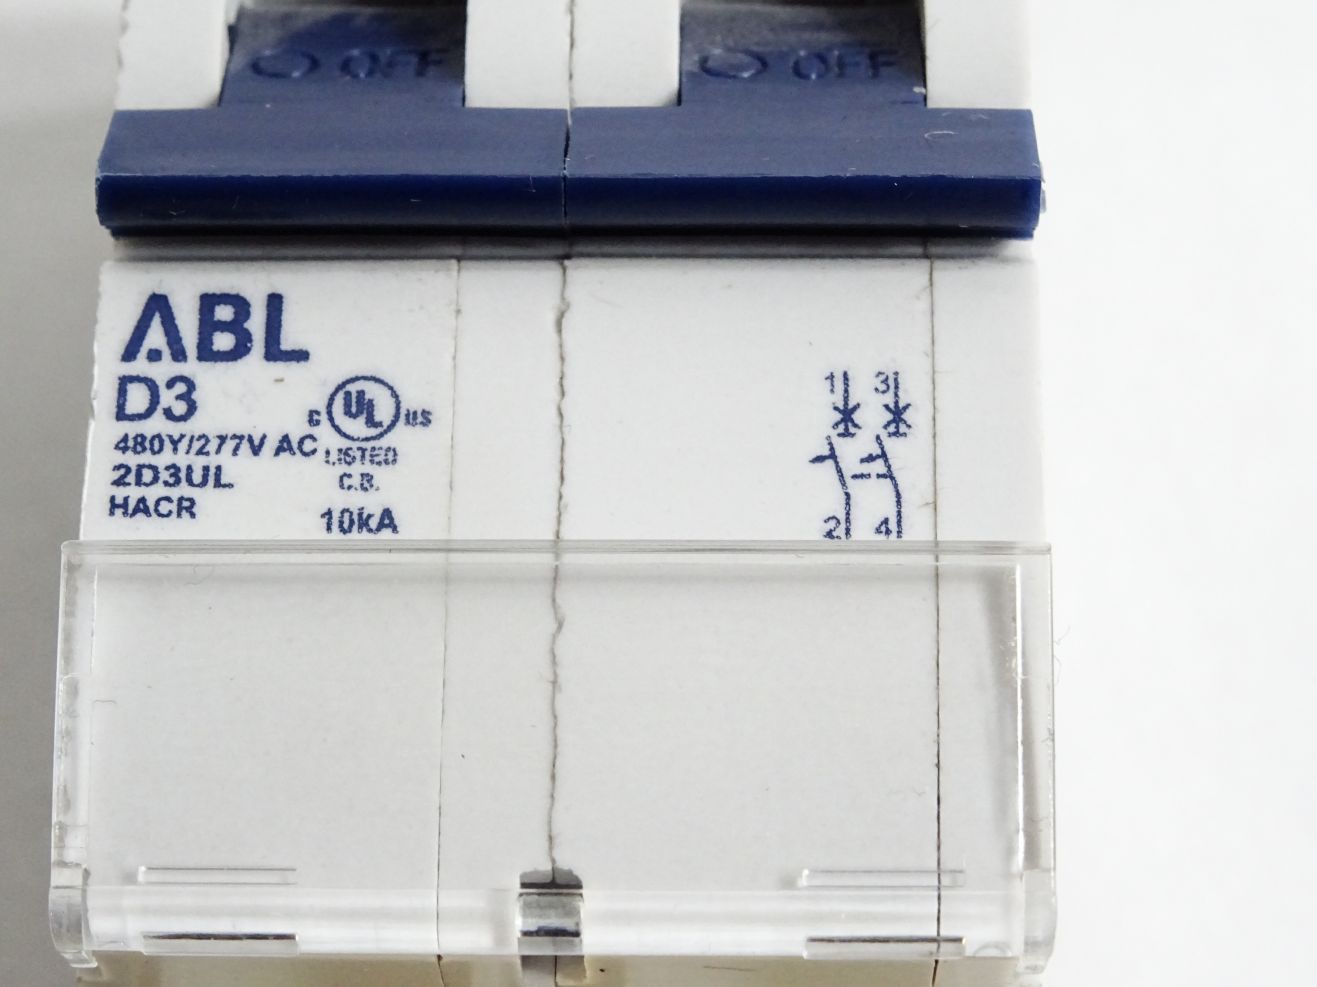 OFF OFF
ABL
D3
C UL US
480Y/277V AC LISTED
2D3UL C.B.
HACR 10kA
1 3
2 4